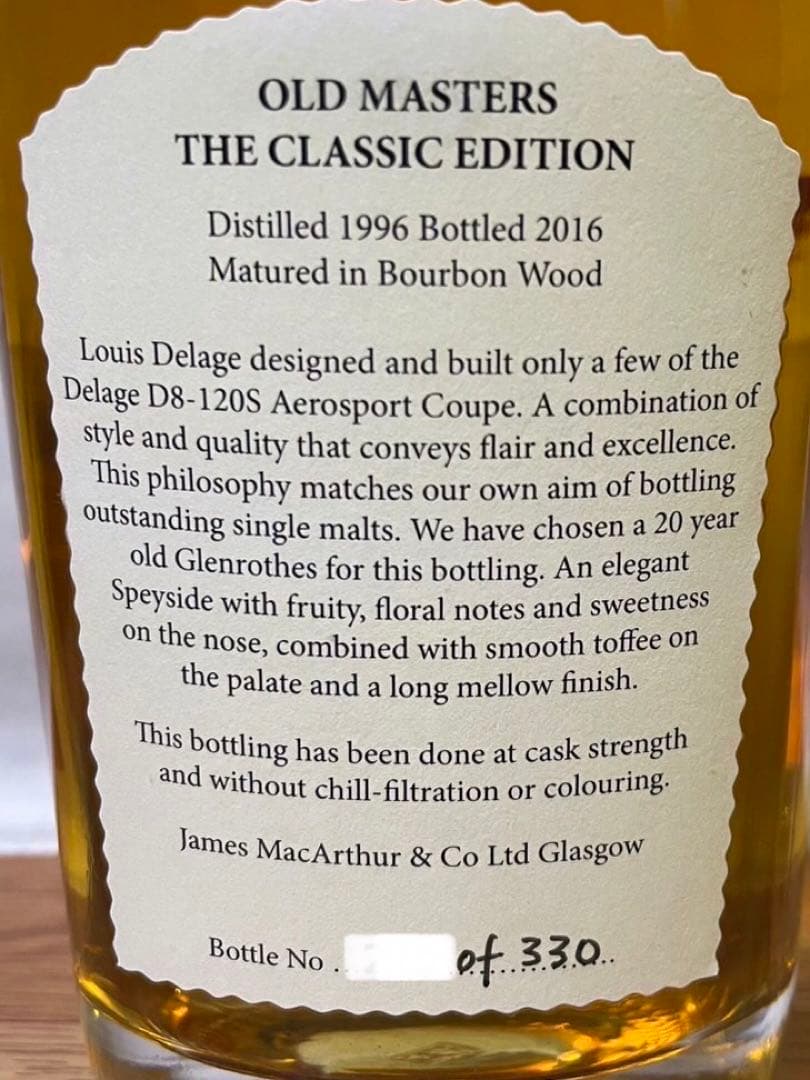 OLD MASTERS
THE CLASSIC EDITION
Distilled 1996 Bottled 2016
Matured in Bourbon Wood
Louis Delage designed and built only a few of the
Delage D8-120S Aerosport Coupe. A combination of
style and quality that conveys flair and excellence.
This philosophy matches our own aim of bottling
outstanding single malts. We have chosen a 20 year
old Glenrothes for this bottling. An elegant
Speyside with fruity, floral notes and sweetness
on the nose, combined with smooth toffee on
the palate and a long mellow finish.
This bottling has been done at cask strength
and without chill-filtration or colouring.
James MacArthur & Co Ltd Glasgow
Bottle No . of 330